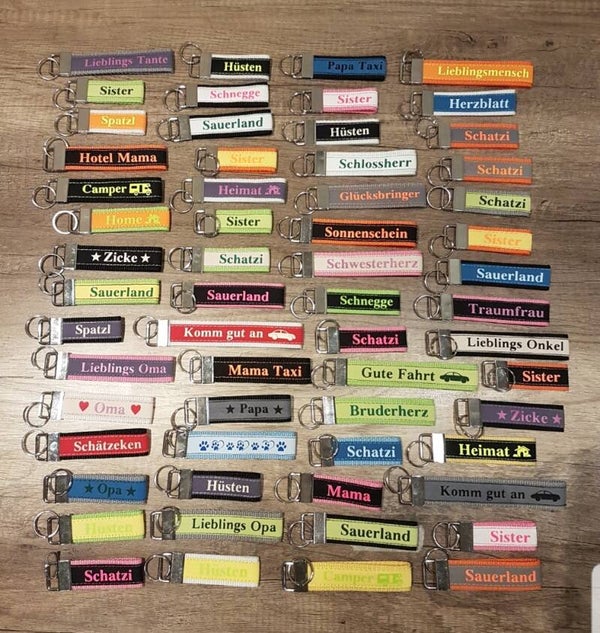 Lieblings Tante
Hüsten
Papa Taxi
Lieblingsmensch
Sister
Schnegge
Sister
Herzblatt
Spatzl
Sauerland
Hüsten
Schatzi
Hotel Mama
Sister
Schlossherr
Schatzi
Camper
Heimat
Glücksbringer
Schatzi
Home
Sister
Sonnenschein
Sister
★ Zicke ★
Schatzi
Schwesterherz
Sauerland
Sauerland
Sauerland
Schnegge
Traumfrau
Spatzl
Komm gut an
Schatzi
Lieblings Onkel
Lieblings Oma
Mama Taxi
Gute Fahrt
Sister
♥ Oma ♥
★ Papa ★
Bruderherz
★ Zicke ★
Schätzeken
Schatzi
Heimat
★ Opa ★
Hüsten
Mama
Komm gut an
Hüsten
Lieblings Opa
Sauerland
Sister
Schatzi
Hüsten
Camper
Sauerland